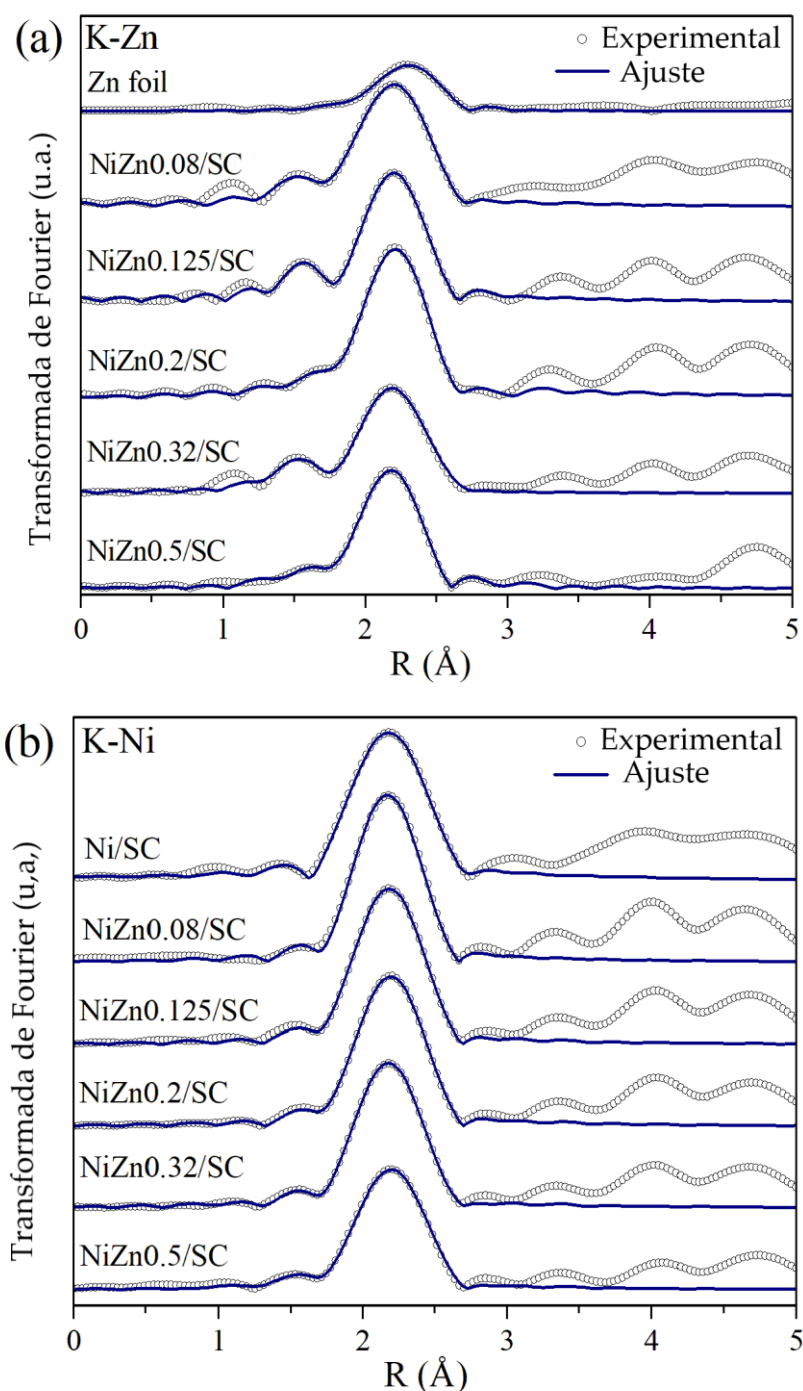 (a)
K-Zn
Experimental
Ajuste
Zn foil
NiZn0.08/SC
NiZn0.125/SC
NiZn0.2/SC
NiZn0.32/SC
NiZn0.5/SC
Transformada de Fourier (u.a.)
0 1 2 3 4 5
R (Å)
(b)
K-Ni
Experimental
Ajuste
Ni/SC
NiZn0.08/SC
NiZn0.125/SC
NiZn0.2/SC
NiZn0.32/SC
NiZn0.5/SC
Transformada de Fourier (u,a,)
0 1 2 3 4 5
R (Å)